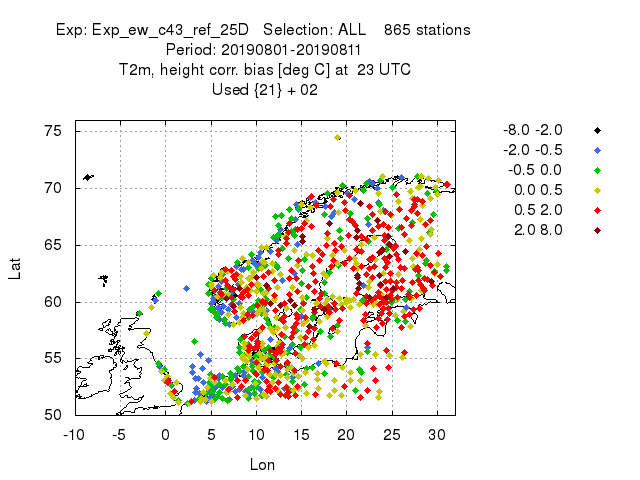 Exp: Exp_ew_c43_ref_25D   Selection: ALL    865 stations
Period: 20190801-20190811
T2m, height corr. bias [deg C] at  23 UTC
Used {21} + 02
75
70
65
60
55
50
-10 -5 0 5 10 15 20 25 30
Lat
Lon
-8.0 -2.0
-2.0 -0.5
-0.5 0.0
0.0 0.5
0.5 2.0
2.0 8.0